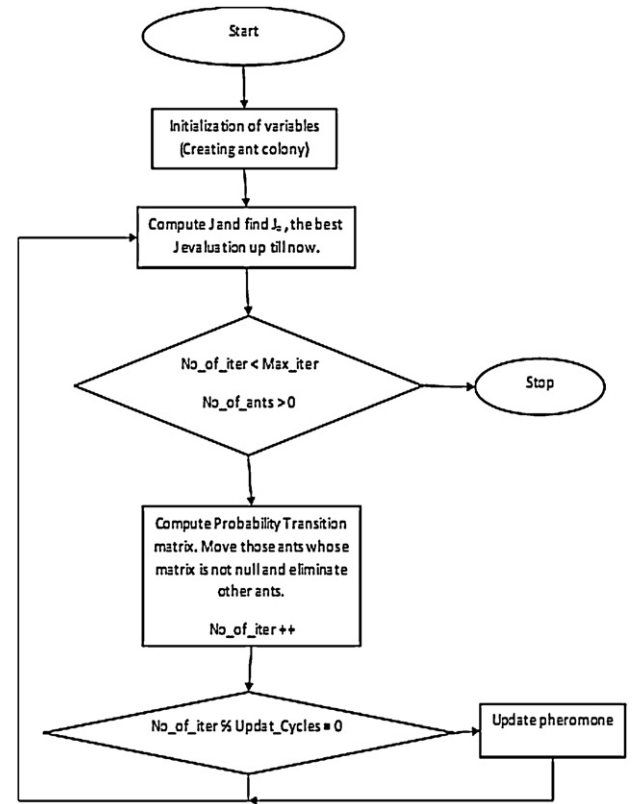 Start
Initialization of variables
(Creating ant colony)
Compute J and find J , the best
J evaluation up till now.
No_of_iter < Max_iter
No_of_ants > 0
Stop
Compute Probability Transition
matrix. Move those ants whose
matrix is not null and eliminate
other ants.
No_of_iter ++
No_of_iter % Updat_Cycles = 0
Update pheromone